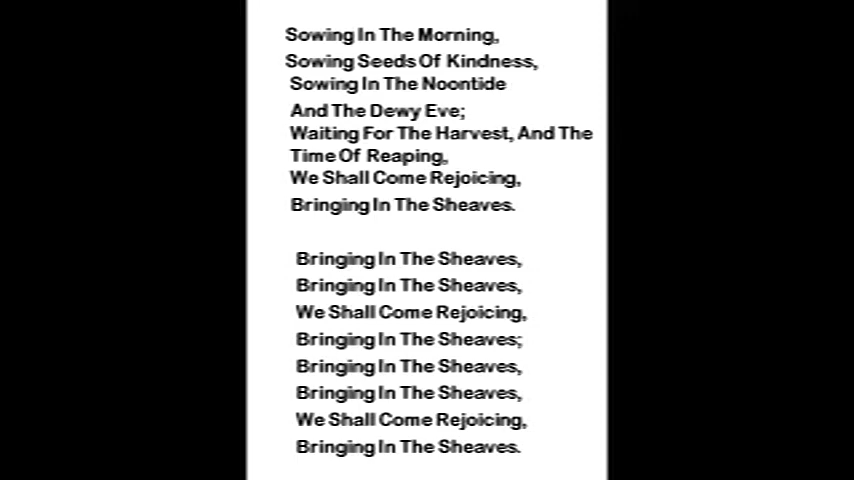 Sowing In The Morning,
Sowing Seeds Of Kindness,
Sowing In The Noontide
And The Dewy Eve;
Waiting For The Harvest, And The
Time Of Reaping,
We Shall Come Rejoicing,
Bringing In The Sheaves.
Bringing In The Sheaves,
Bringing In The Sheaves,
We Shall Come Rejoicing,
Bringing In The Sheaves;
Bringing In The Sheaves,
Bringing In The Sheaves,
We Shall Come Rejoicing,
Bringing In The Sheaves.